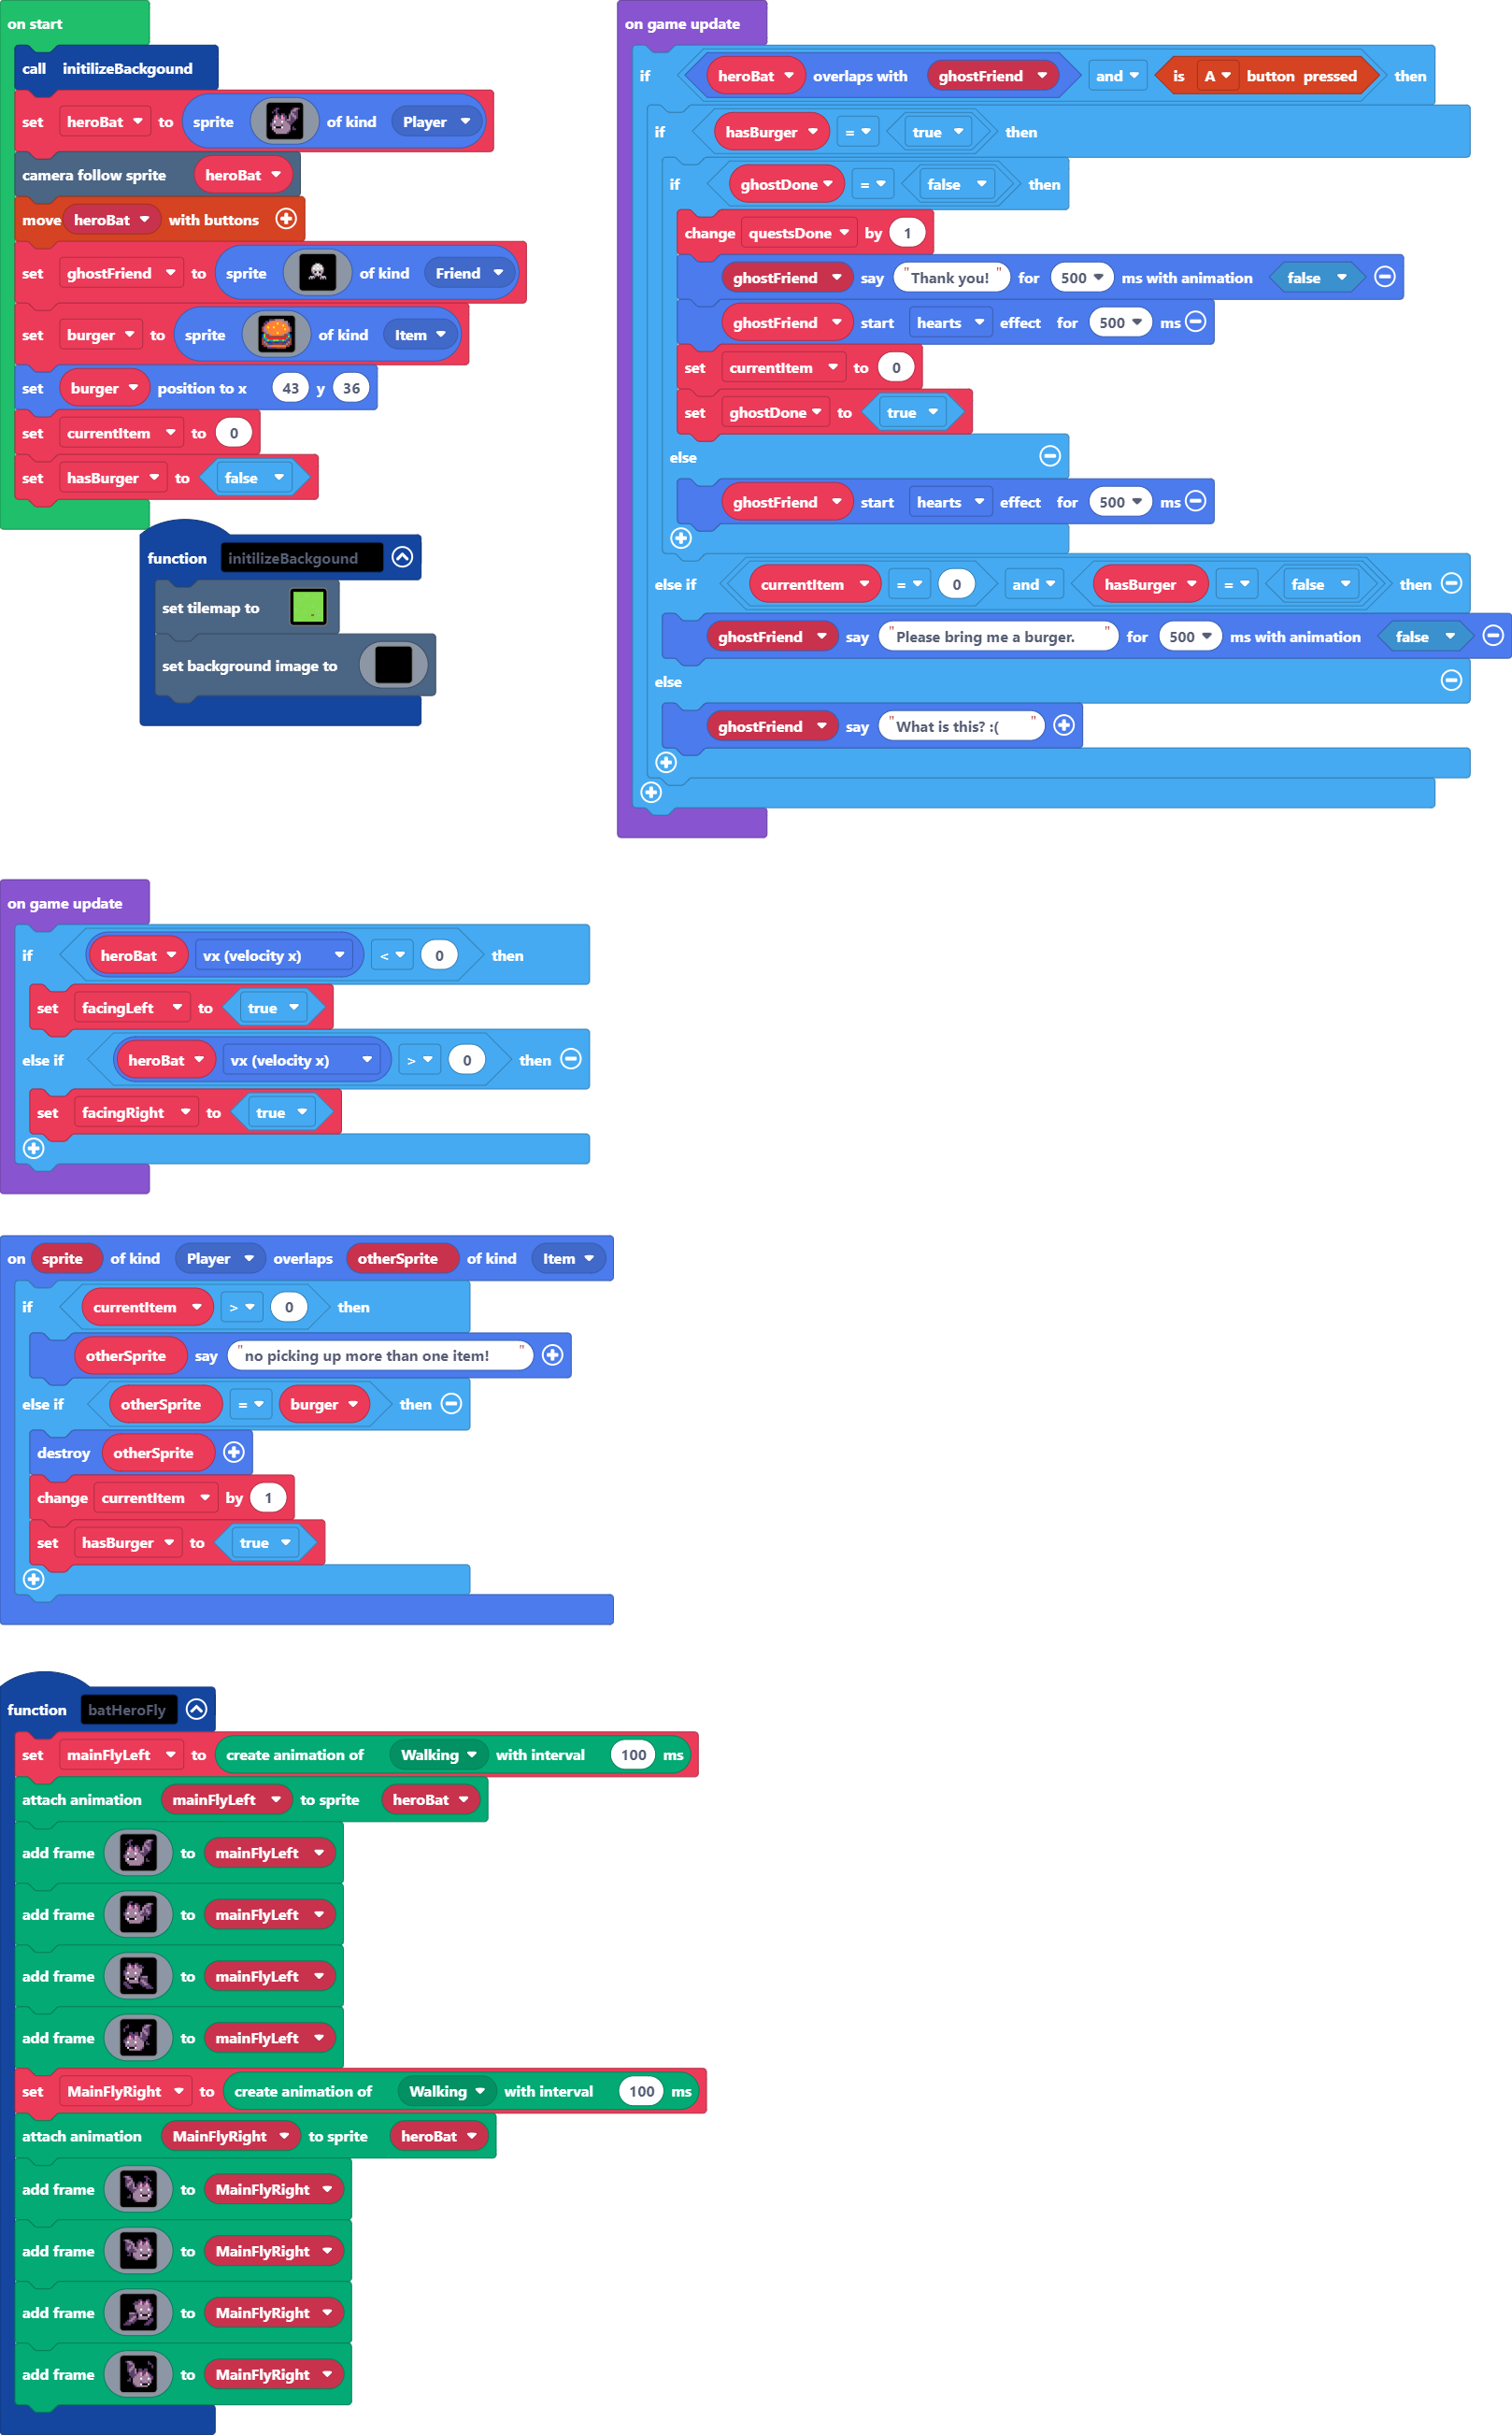 on start
call initilizeBackgound
set heroBat to sprite of kind Player
camera follow sprite heroBat
move heroBat with buttons
set ghostFriend to sprite of kind Friend
set burger to sprite of kind Item
set burger position to x 43 y 36
set currentItem to 0
set hasBurger to false
function initilizeBackgound
set tilemap to
set background image to
on game update
if heroBat overlaps with ghostFriend and is A button pressed then
if hasBurger = true then
if ghostDone = false then
change questsDone by 1
ghostFriend say "Thank you!" for 500 ms with animation false
ghostFriend start hearts effect for 500 ms
set currentItem to 0
set ghostDone to true
else
ghostFriend start hearts effect for 500 ms
else if currentItem = 0 and hasBurger = false then
ghostFriend say "Please bring me a burger. " for 500 ms with animation false
else
ghostFriend say "What is this? :( "
on game update
if heroBat vx (velocity x) < 0 then
set facingLeft to true
else if heroBat vx (velocity x) > 0 then
set facingRight to true
on sprite of kind Player overlaps otherSprite of kind Item
if currentItem > 0 then
otherSprite say "no picking up more than one item! "
else if otherSprite = burger then
destroy otherSprite
change currentItem by 1
set hasBurger to true
function batHeroFly
set mainFlyLeft to create animation of Walking with interval 100 ms
attach animation mainFlyLeft to sprite heroBat
add frame to mainFlyLeft
add frame to mainFlyLeft
add frame to mainFlyLeft
add frame to mainFlyLeft
set MainFlyRight to create animation of Walking with interval 100 ms
attach animation MainFlyRight to sprite heroBat
add frame to MainFlyRight
add frame to MainFlyRight
add frame to MainFlyRight
add frame to MainFlyRight